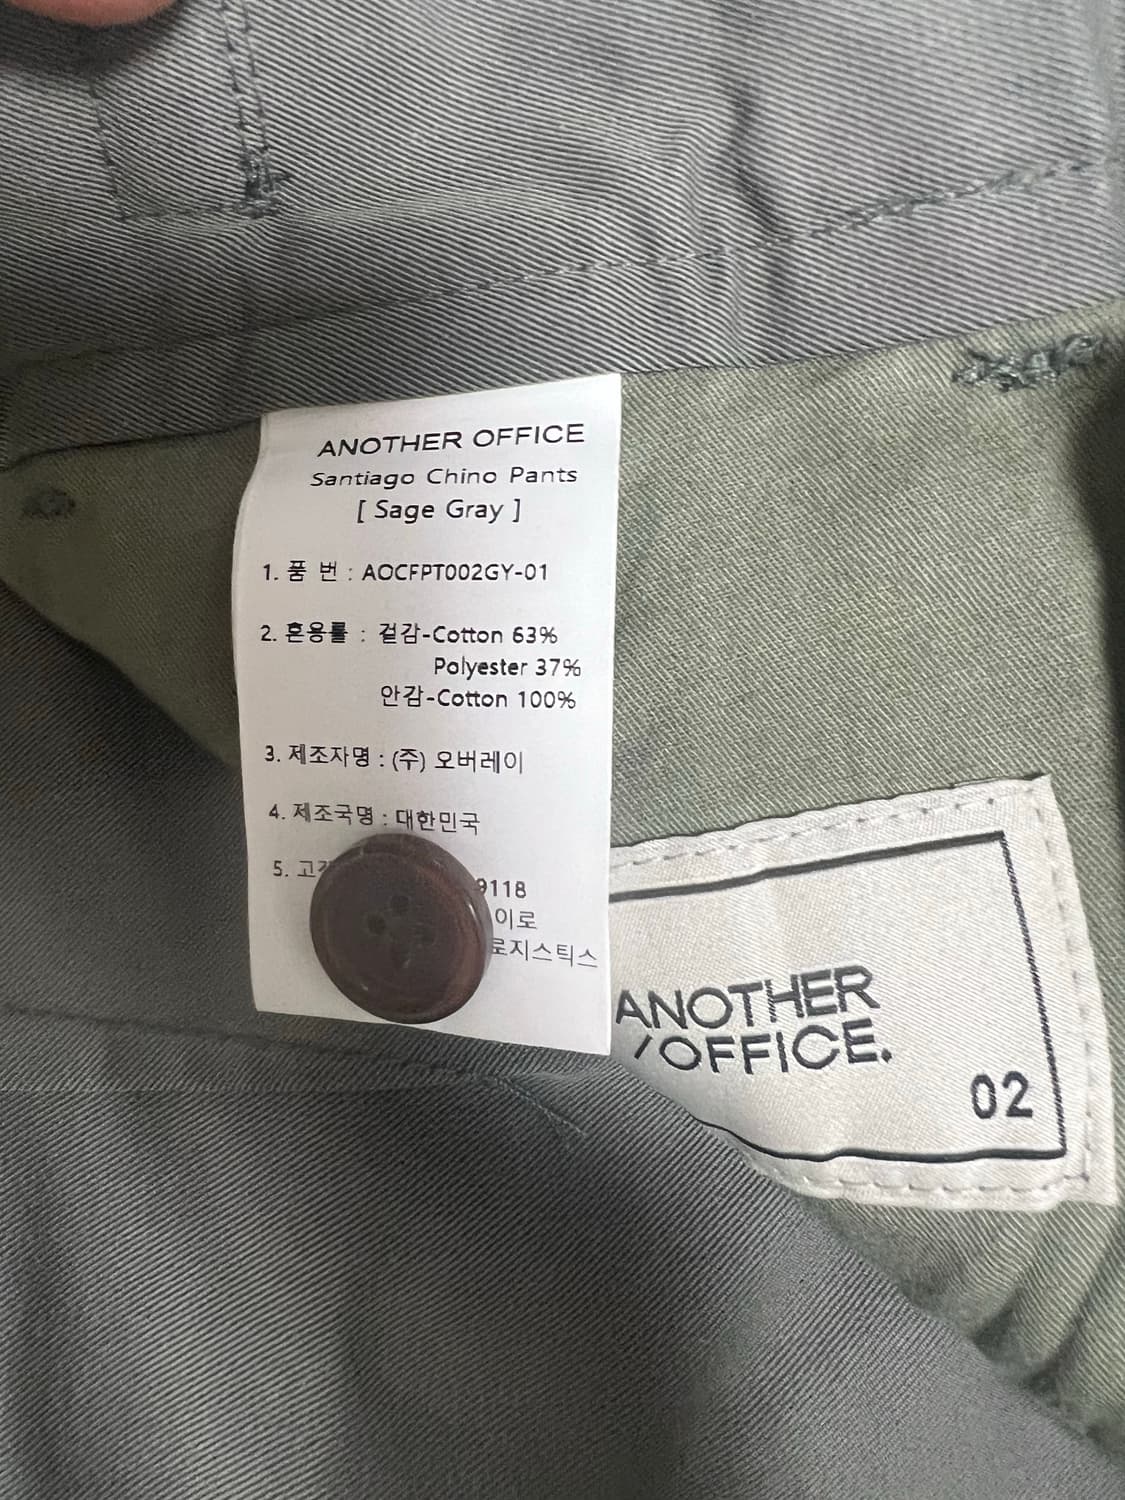 ANOTHER OFFICE
Santiago Chino Pants
[ Sage Gray ]
1. 품 번 : AOCFPT002GY-01
2. 혼용률 : 겉감-Cotton 63%
Polyester 37%
안감-Cotton 100%
3. 제조자명 : (주) 오버레이
4. 제조국명 : 대한민국
5. 고
9118
이로
로지스틱스
ANOTHER
/OFFICE.
02